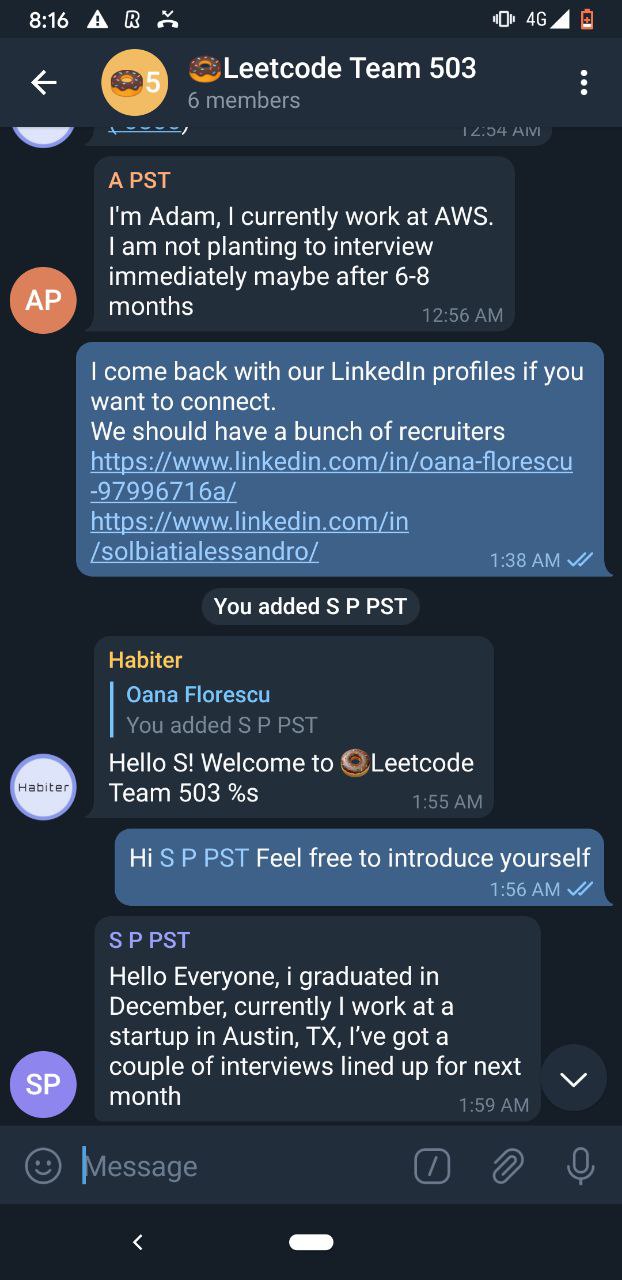 8:16
4G
5
🍩Leetcode Team 503
6 members
12:54 AM
A PST
I'm Adam, I currently work at AWS.
I am not planting to interview
immediately maybe after 6-8
months
12:56 AM
AP
I come back with our LinkedIn profiles if you
want to connect.
We should have a bunch of recruiters
https://www.linkedin.com/in/oana-florescu
-97996716a/
https://www.linkedin.com/in
/solbiatialessandro/
1:38 AM
You added S P PST
Habiter
Oana Florescu
You added S P PST
Hello S! Welcome to 🍩Leetcode
Team 503 %s
1:55 AM
Habiter
Hi S P PST Feel free to introduce yourself
1:56 AM
S P PST
Hello Everyone, i graduated in
December, currently I work at a
startup in Austin, TX, I've got a
couple of interviews lined up for next
month
1:59 AM
SP
Message